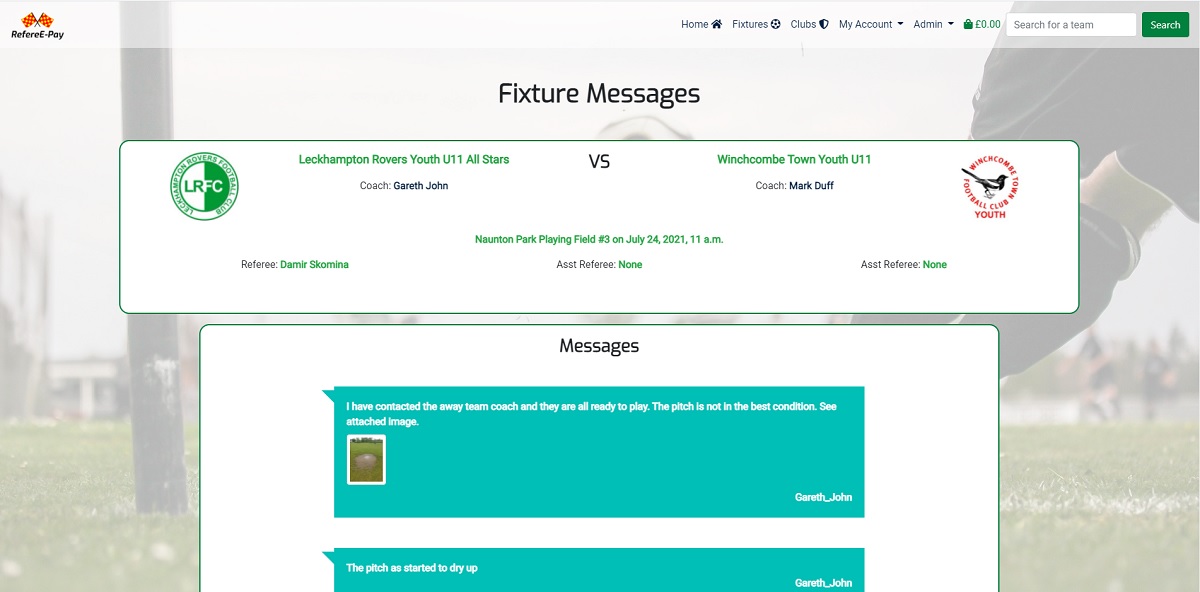 RefereE-Pay
Home Fixtures Clubs My Account Admin £0.00 Search for a team Search
Fixture Messages
LECKHAMPTON ROVERS FOOTBALL CLUB
LRFC
Leckhampton Rovers Youth U11 All Stars
VS
Winchcombe Town Youth U11
WINCHCOMBE TOWN
FOOTBALL CLUB
YOUTH
Coach: Gareth John
Coach: Mark Duff
Naunton Park Playing Field #3 on July 24, 2021, 11 a.m.
Referee: Damir Skomina
Asst Referee: None
Asst Referee: None
Messages
I have contacted the away team coach and they are all ready to play. The pitch is not in the best condition. See
attached image.
Gareth_John
The pitch as started to dry up
Gareth_John